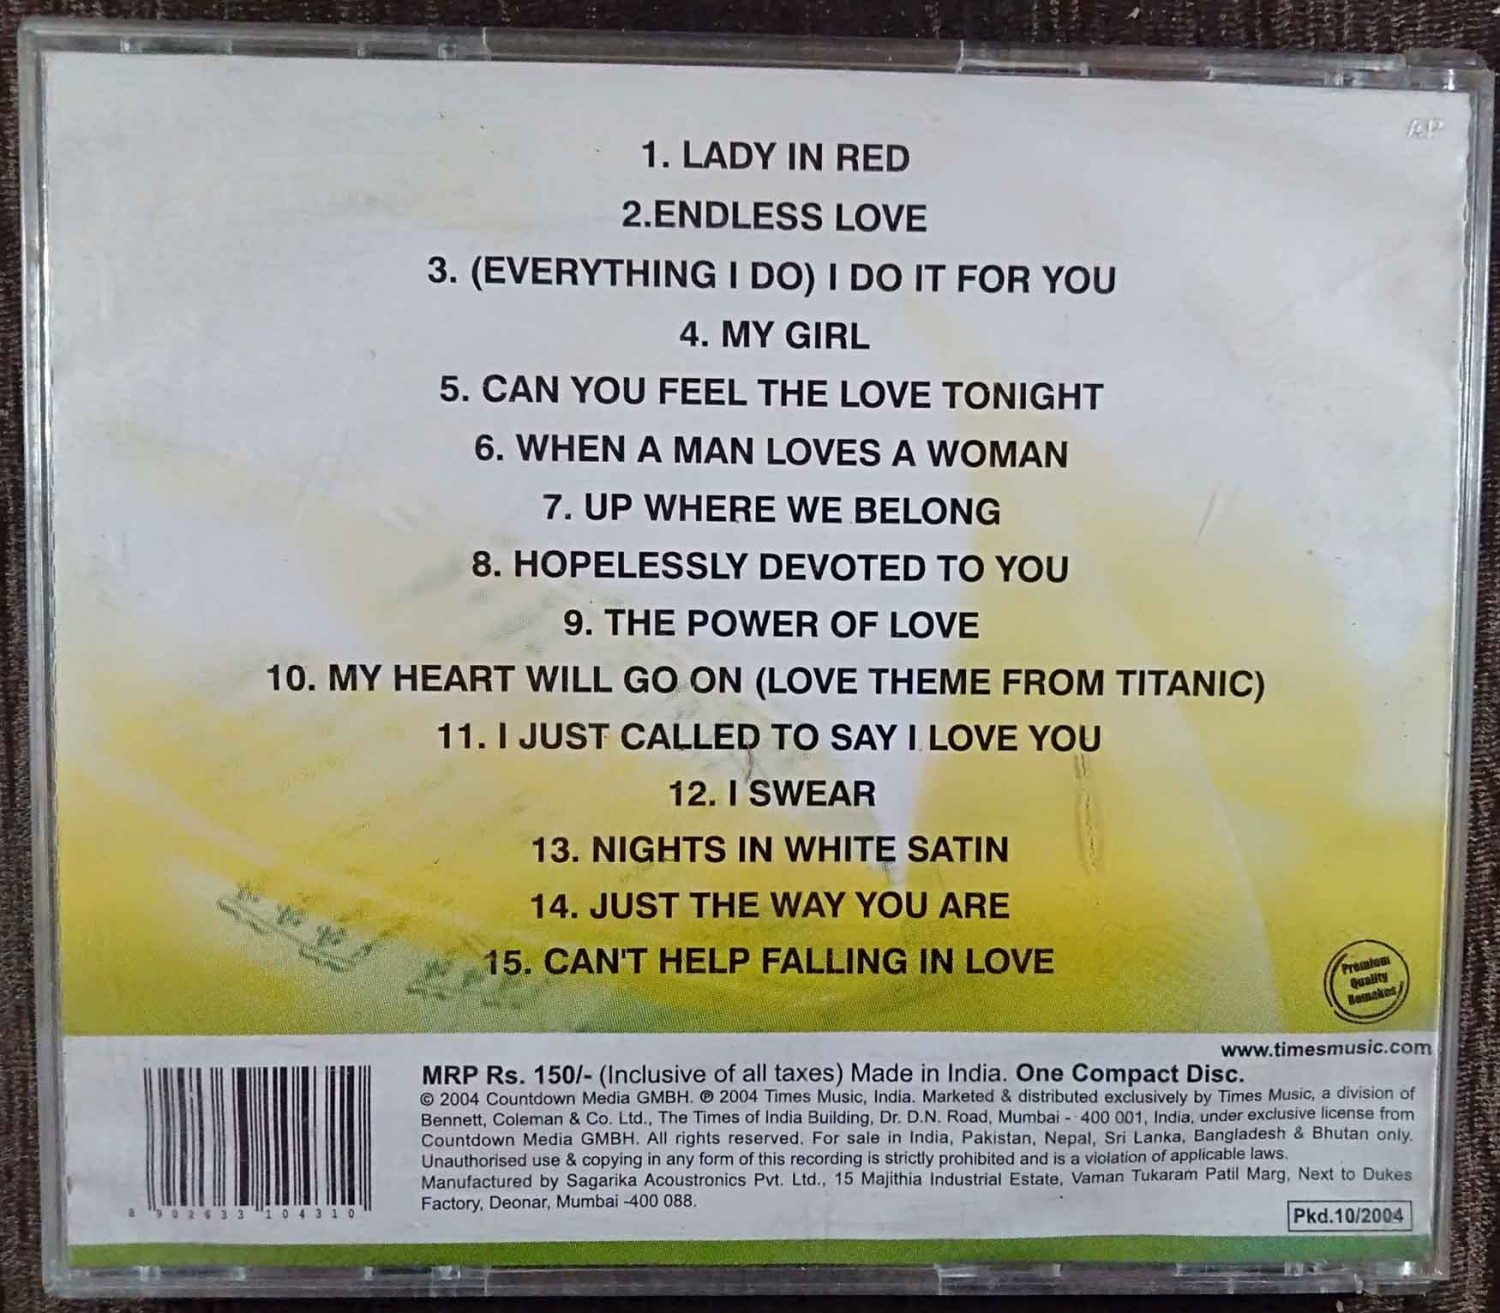 1. LADY IN RED
2.ENDLESS LOVE
3. (EVERYTHING I DO) I DO IT FOR YOU
4. MY GIRL
5. CAN YOU FEEL THE LOVE TONIGHT
6. WHEN A MAN LOVES A WOMAN
7. UP WHERE WE BELONG
8. HOPELESSLY DEVOTED TO YOU
9. THE POWER OF LOVE
10. MY HEART WILL GO ON (LOVE THEME FROM TITANIC)
11. I JUST CALLED TO SAY I LOVE YOU
12. I SWEAR
13. NIGHTS IN WHITE SATIN
14. JUST THE WAY YOU ARE
15. CAN'T HELP FALLING IN LOVE
Premium
Quality
Remakes
www.timesmusic.com
MRP Rs. 150/- (Inclusive of all taxes) Made in India. One Compact Disc.
© 2004 Countdown Media GMBH. ℗ 2004 Times Music, India. Marketed & distributed exclusively by Times Music, a division of
Bennett, Coleman & Co. Ltd., The Times of India Building, Dr. D.N. Road, Mumbai - 400 001, India, under exclusive license from
Countdown Media GMBH. All rights reserved. For sale in India, Pakistan, Nepal, Sri Lanka, Bangladesh & Bhutan only.
Unauthorised use & copying in any form of this recording is strictly prohibited and is a violation of applicable laws.
Manufactured by Sagarika Acoustronics Pvt. Ltd., 15 Majithia Industrial Estate, Vaman Tukaram Patil Marg, Next to Dukes
Factory, Deonar, Mumbai -400 088.
8 902633 104310
Pkd.10/2004